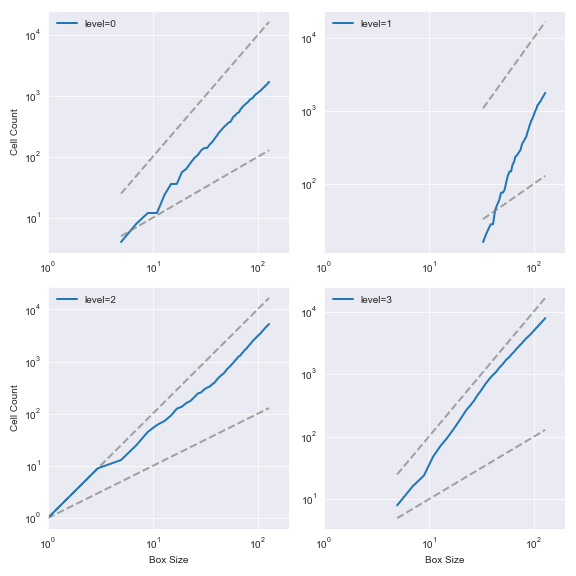 level=0
level=1
10⁴
10³
10²
10¹
Cell Count
10⁰ 10¹ 10²
10⁴
10³
10²
10⁰ 10¹ 10²
level=2
level=3
10⁴
10³
10²
10¹
10⁰
Cell Count
10⁰ 10¹ 10²
Box Size
10⁴
10³
10²
10¹
10⁰ 10¹ 10²
Box Size